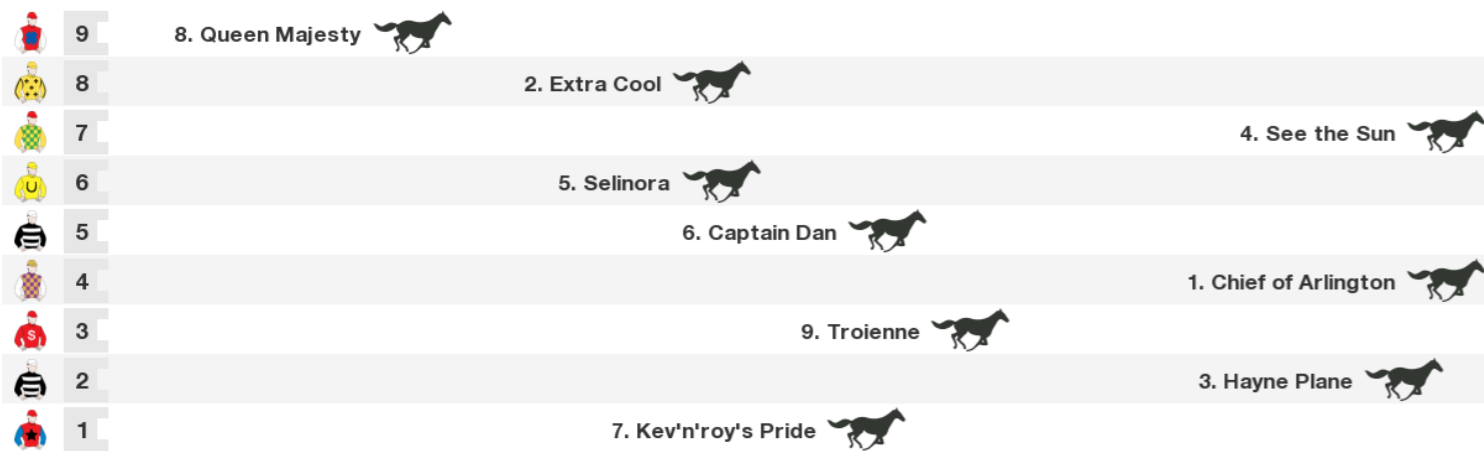 9 8. Queen Majesty
8 2. Extra Cool
7 4. See the Sun
U 6 5. Selinora
5 6. Captain Dan
4 1. Chief of Arlington
S 3 9. Troienne
2 3. Hayne Plane
1 7. Kev'n'roy's Pride